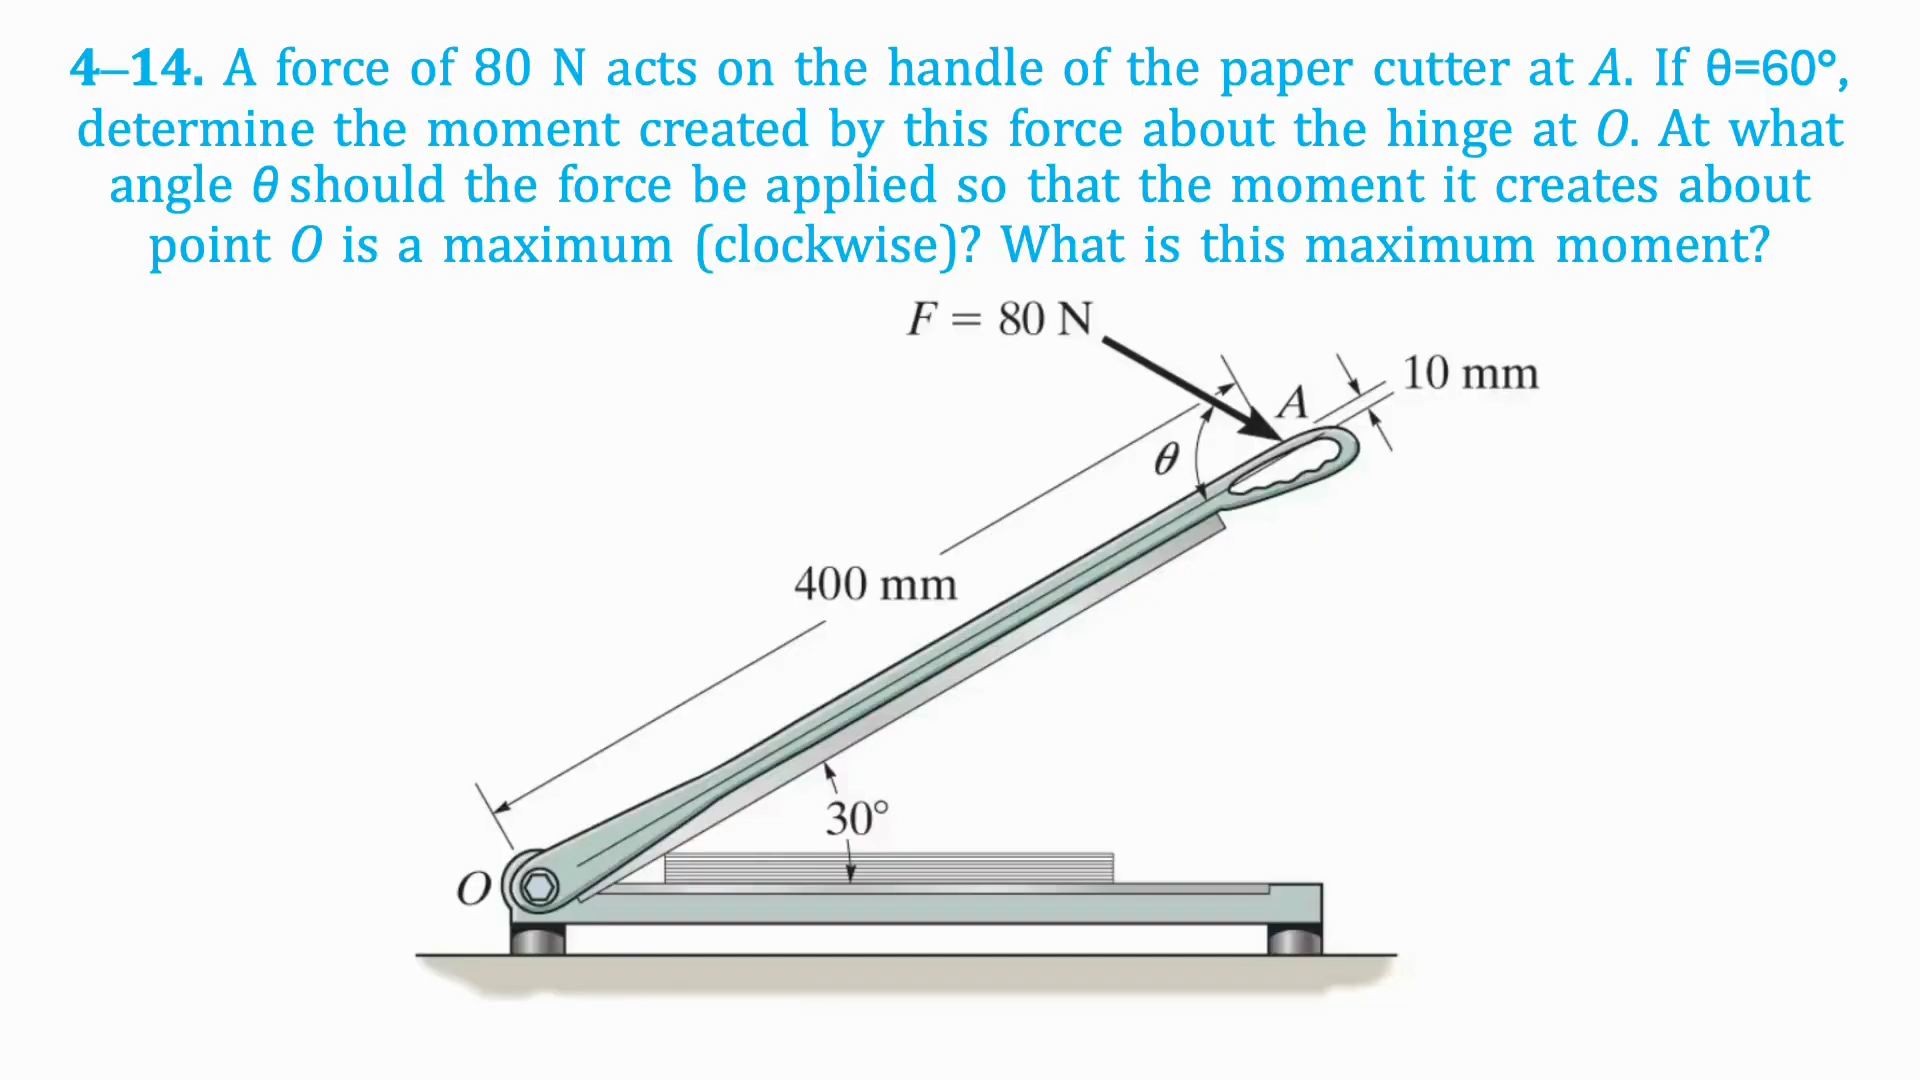 4–14. A force of 80 N acts on the handle of the paper cutter at A. If θ=60°,
determine the moment created by this force about the hinge at O. At what
angle θ should the force be applied so that the moment it creates about
point O is a maximum (clockwise)? What is this maximum moment?
F = 80 N
10 mm
A
θ
400 mm
30°
O